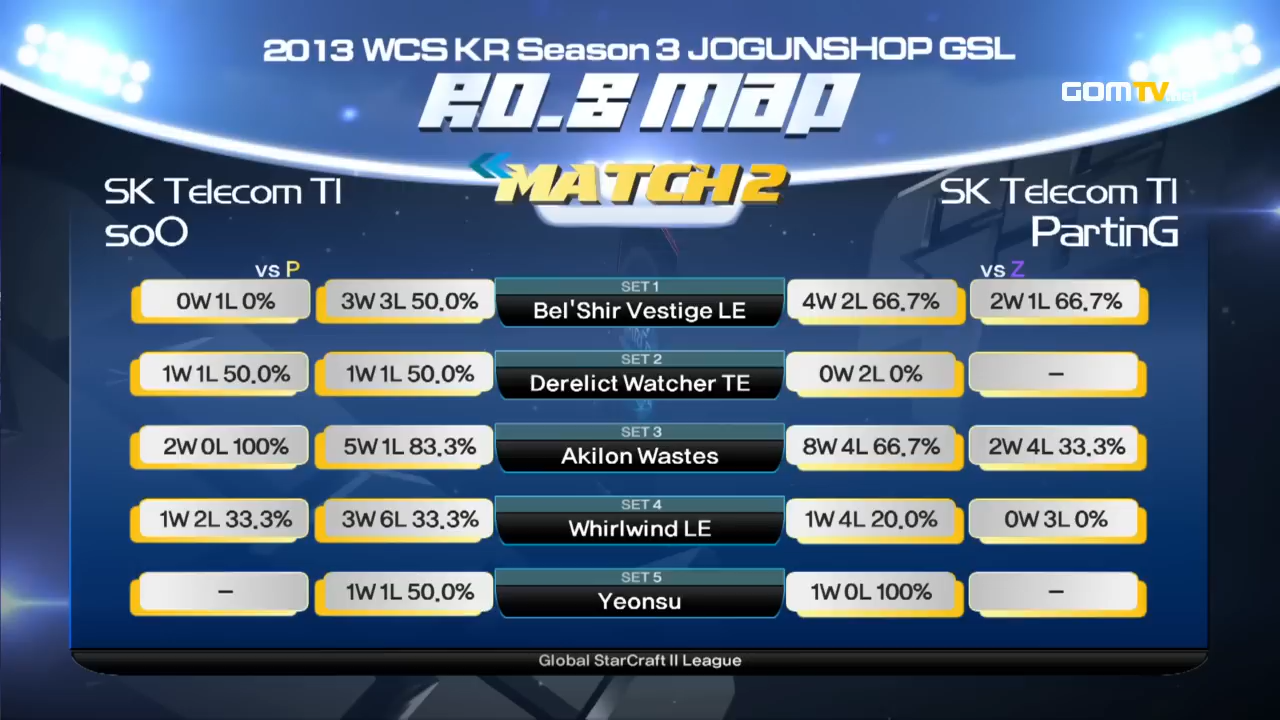 2013 WCS KR Season 3 JOGUNSHOP GSL
RO.8 MAP
GOMTV.net
MATCH 2
SK Telecom T1
soO
SK Telecom T1
PartinG
vs P
vs Z
0W 1L 0% 3W 3L 50.0% SET 1 Bel'Shir Vestige LE 4W 2L 66.7% 2W 1L 66.7%
1W 1L 50.0% 1W 1L 50.0% SET 2 Derelict Watcher TE 0W 2L 0% –
2W 0L 100% 5W 1L 83.3% SET 3 Akilon Wastes 8W 4L 66.7% 2W 4L 33.3%
1W 2L 33.3% 3W 6L 33.3% SET 4 Whirlwind LE 1W 4L 20.0% 0W 3L 0%
– 1W 1L 50.0% SET 5 Yeonsu 1W 0L 100% –
Global StarCraft II League